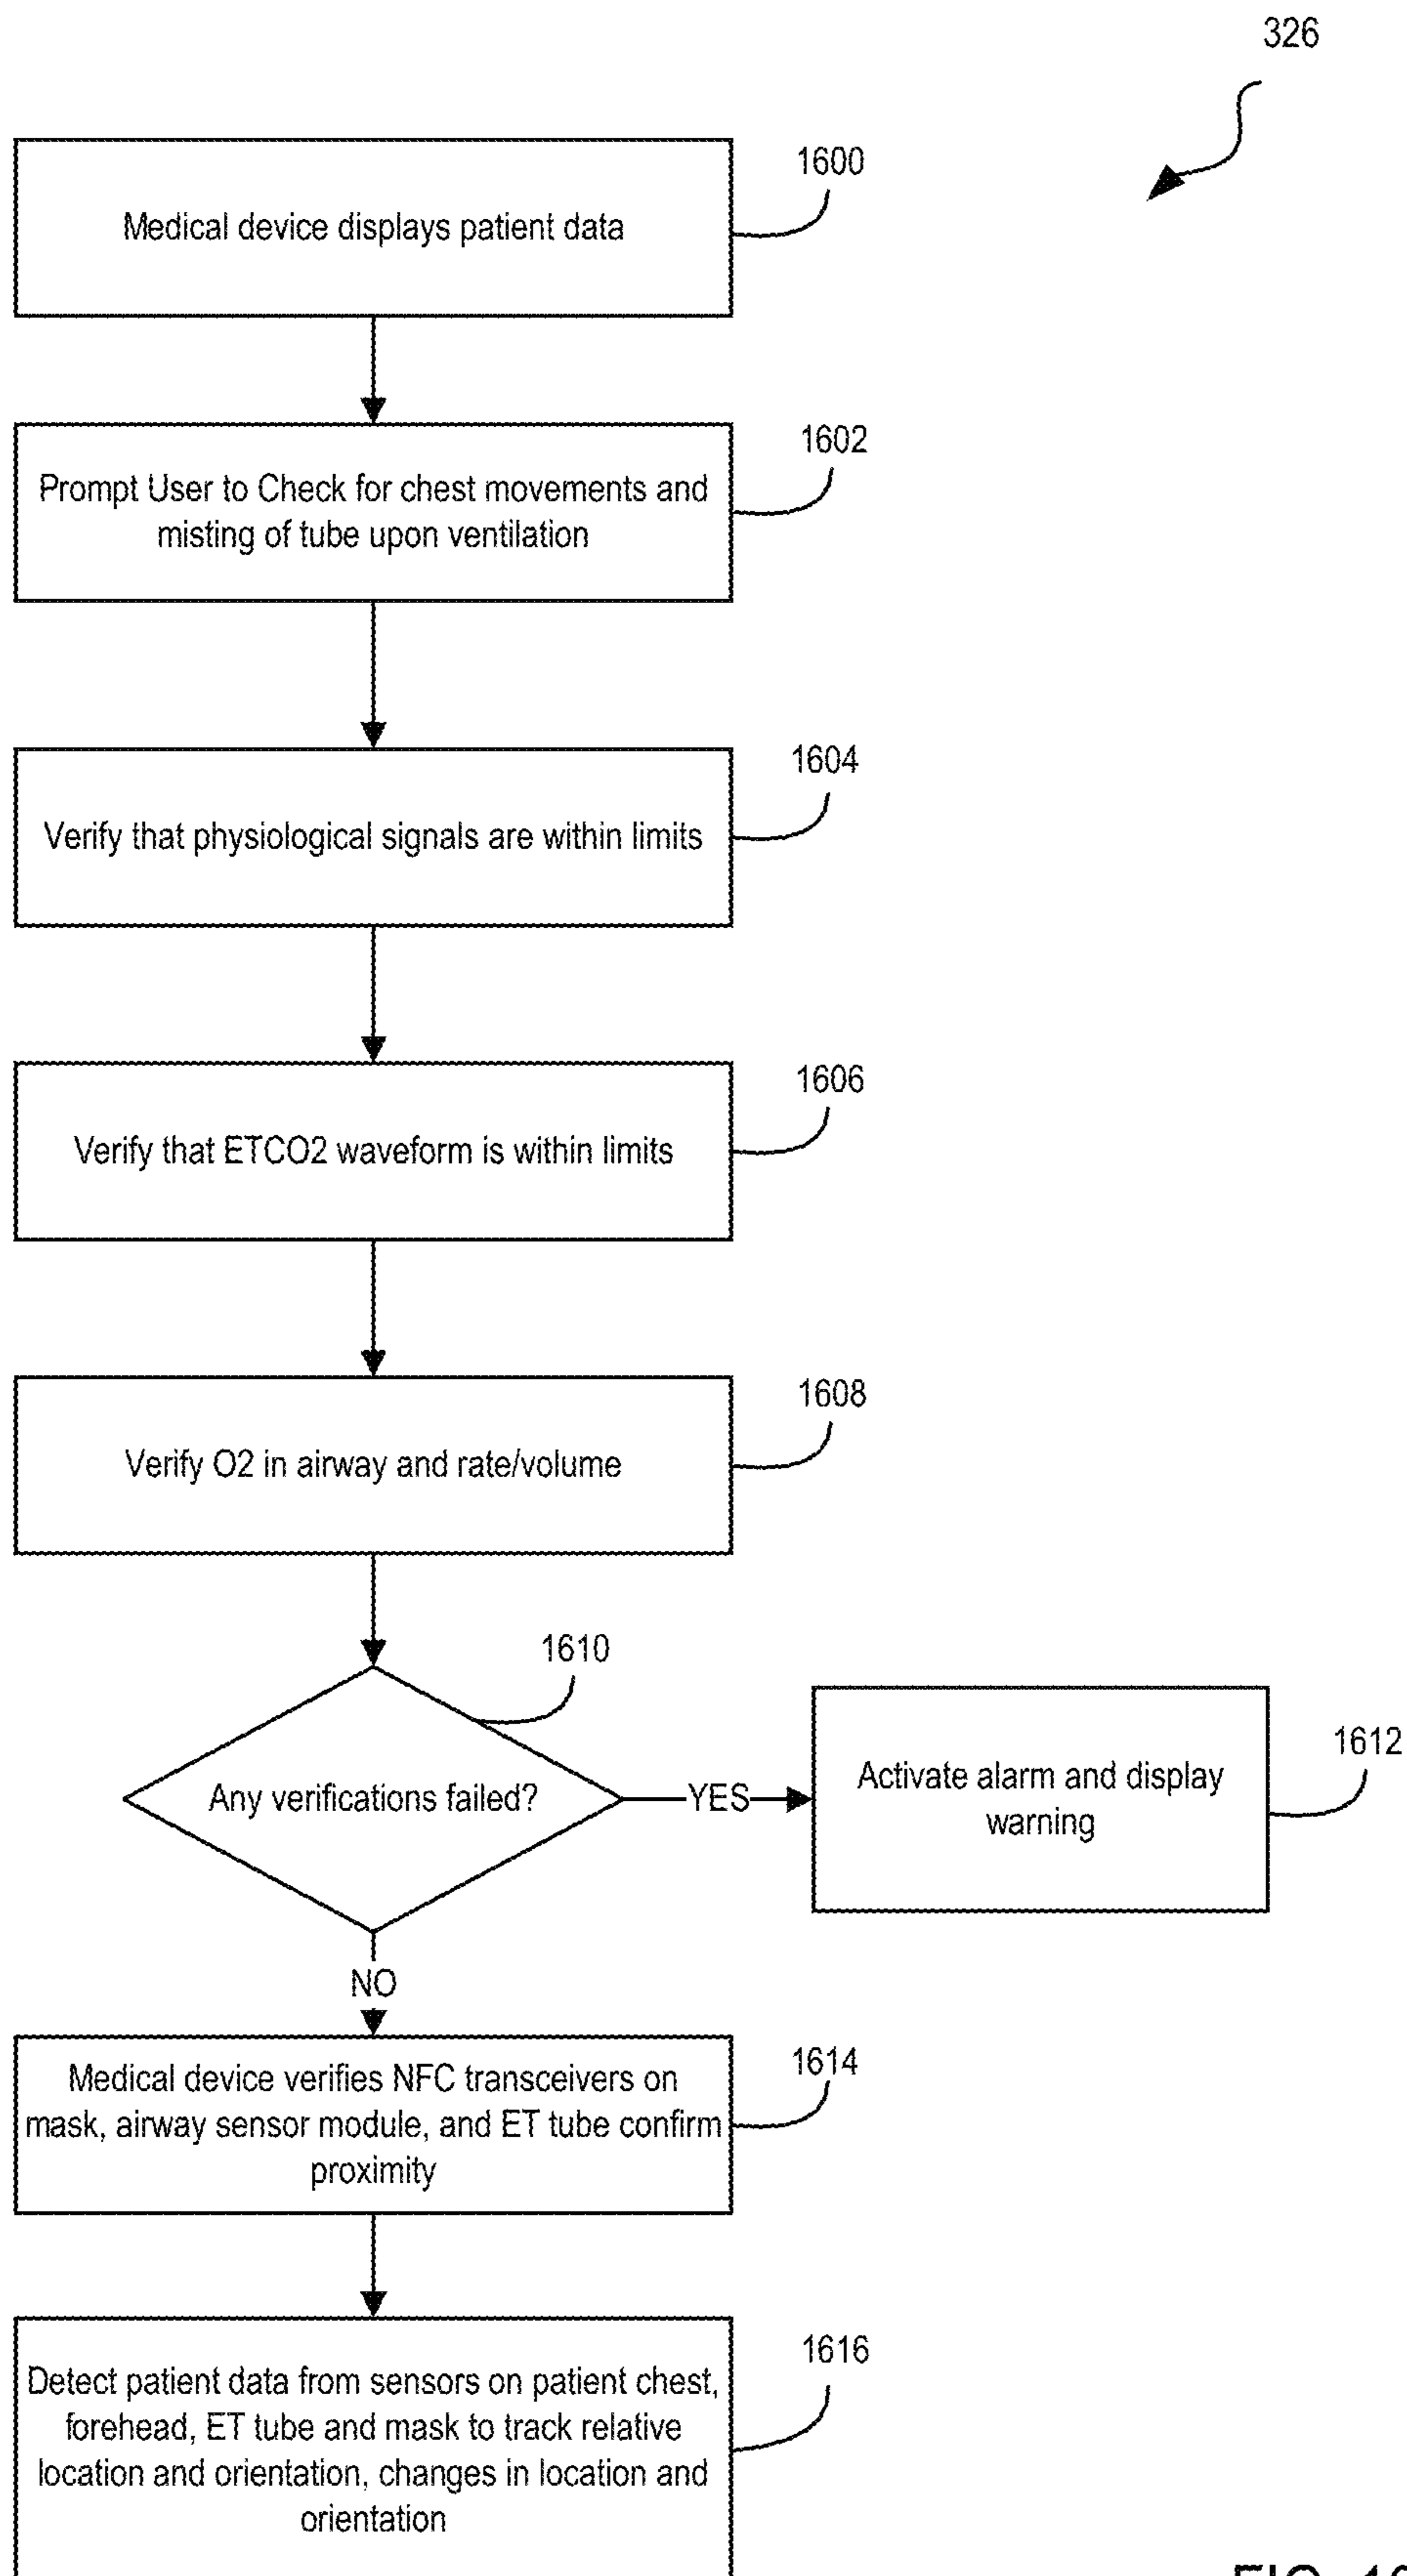 326
Medical device displays patient data
1600
Prompt User to Check for chest movements and
misting of tube upon ventilation
1602
Verify that physiological signals are within limits
1604
Verify that ETCO2 waveform is within limits
1606
Verify O2 in airway and rate/volume
1608
Any verifications failed?
1610
YES
Activate alarm and display
warning
1612
NO
Medical device verifies NFC transceivers on
mask, airway sensor module, and ET tube confirm
proximity
1614
Detect patient data from sensors on patient chest,
forehead, ET tube and mask to track relative
location and orientation, changes in location and
orientation
1616